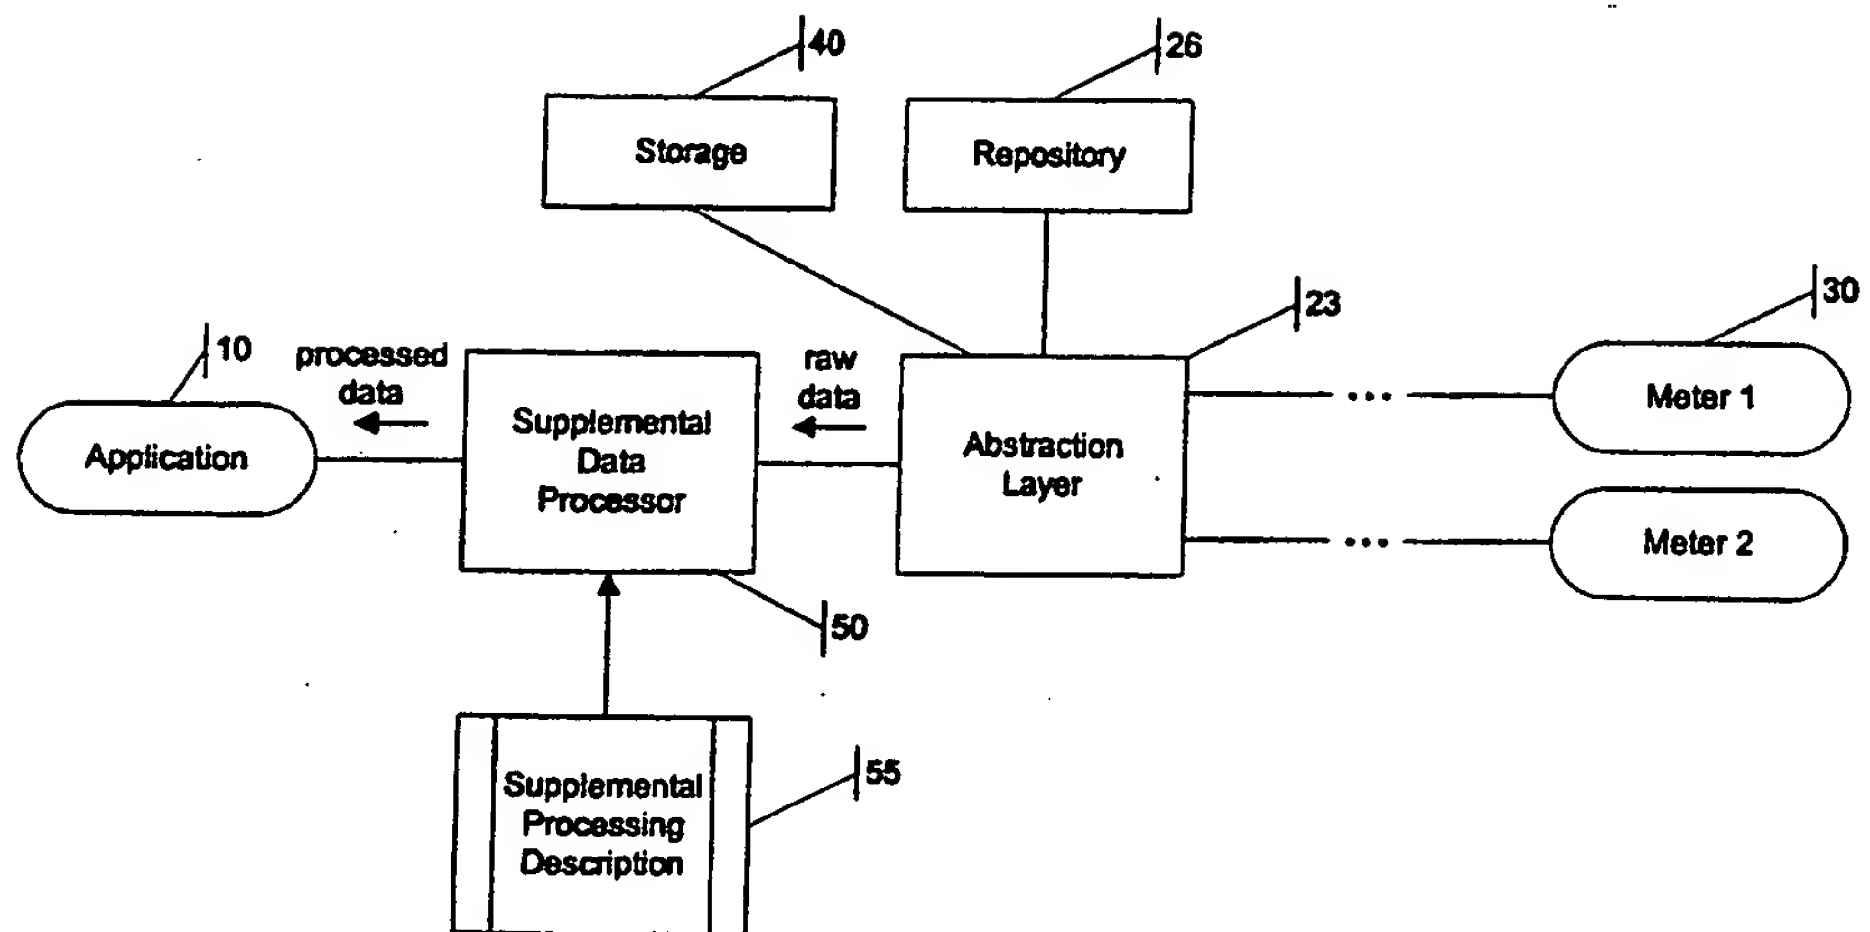 40
26
Storage
Repository
23
30
10
processed
data
raw
data
Meter 1
Application
Supplemental
Data
Processor
Abstraction
Layer
Meter 2
50
55
Supplemental
Processing
Description